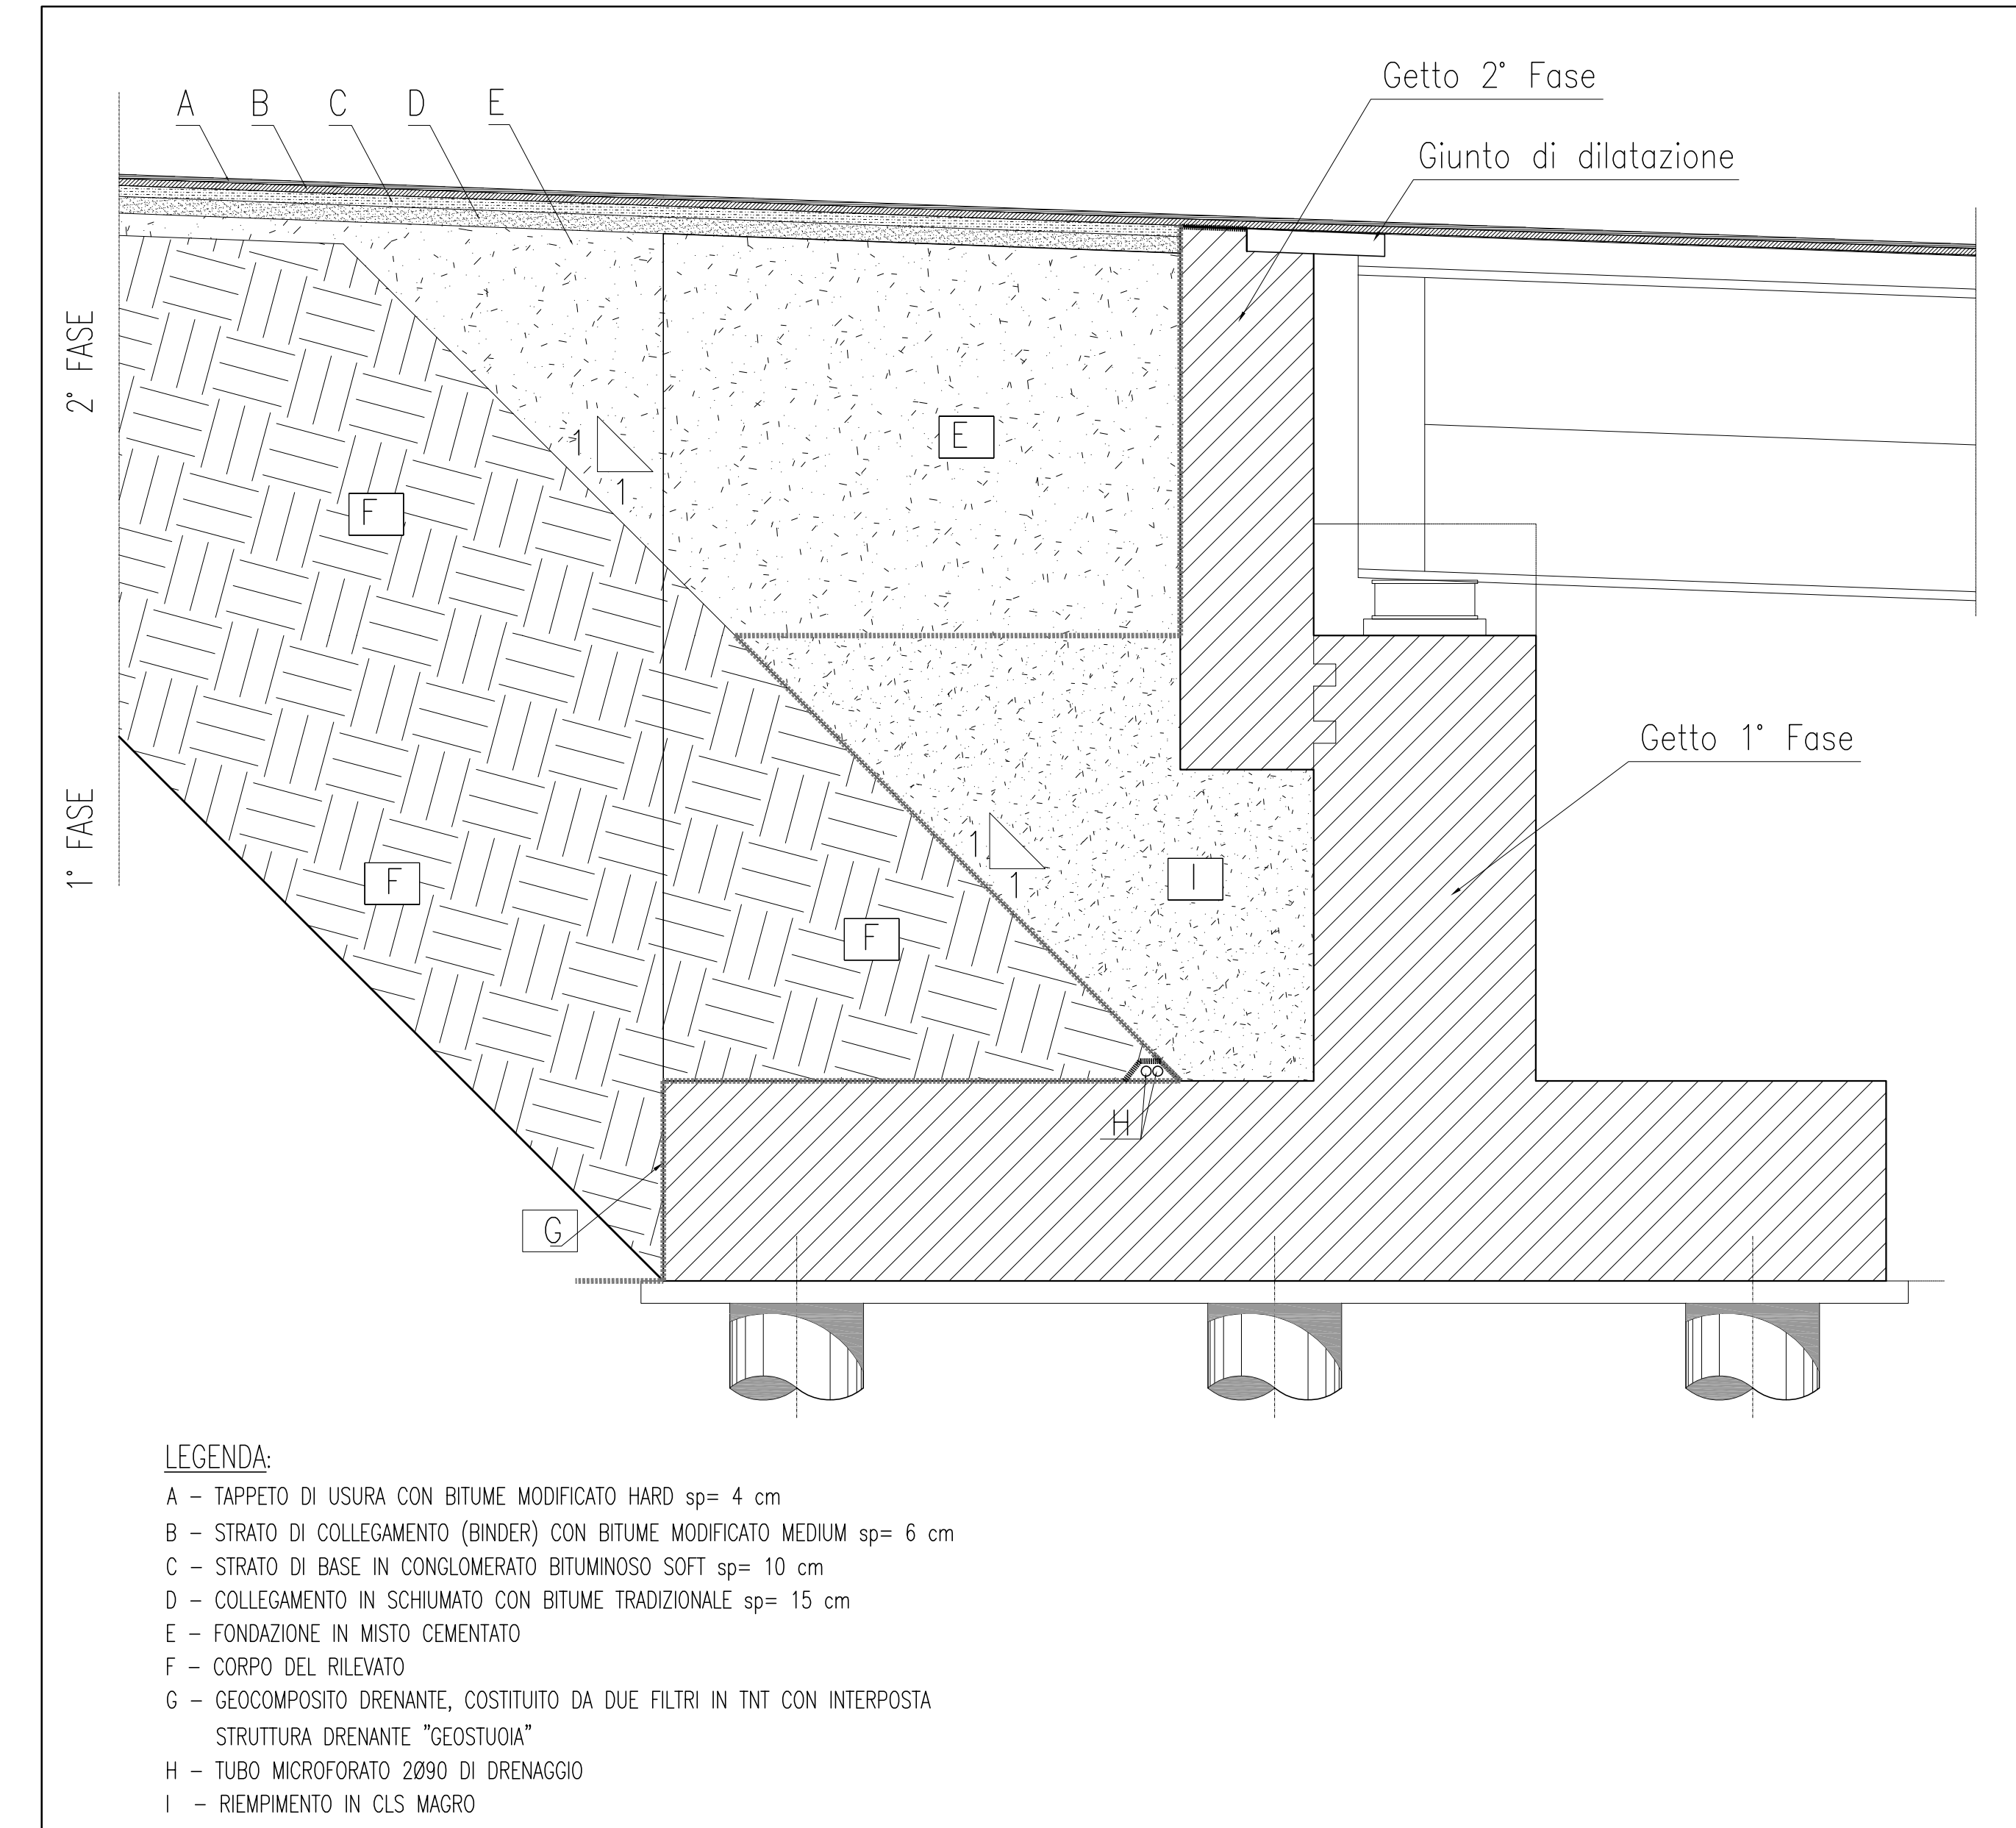 Getto 2° Fase
A B C D E
Giunto di dilatazione
2° FASE
E
1
1
F
Getto 1° Fase
1° FASE
1
1
I
F
F
H
G
LEGENDA:
A – TAPPETO DI USURA CON BITUME MODIFICATO HARD sp= 4 cm
B – STRATO DI COLLEGAMENTO (BINDER) CON BITUME MODIFICATO MEDIUM sp= 6 cm
C – STRATO DI BASE IN CONGLOMERATO BITUMINOSO SOFT sp= 10 cm
D – COLLEGAMENTO IN SCHIUMATO CON BITUME TRADIZIONALE sp= 15 cm
E – FONDAZIONE IN MISTO CEMENTATO
F – CORPO DEL RILEVATO
G – GEOCOMPOSITO DRENANTE, COSTITUITO DA DUE FILTRI IN TNT CON INTERPOSTA
STRUTTURA DRENANTE "GEOSTUOIA"
H – TUBO MICROFORATO 2Ø90 DI DRENAGGIO
I – RIEMPIMENTO IN CLS MAGRO